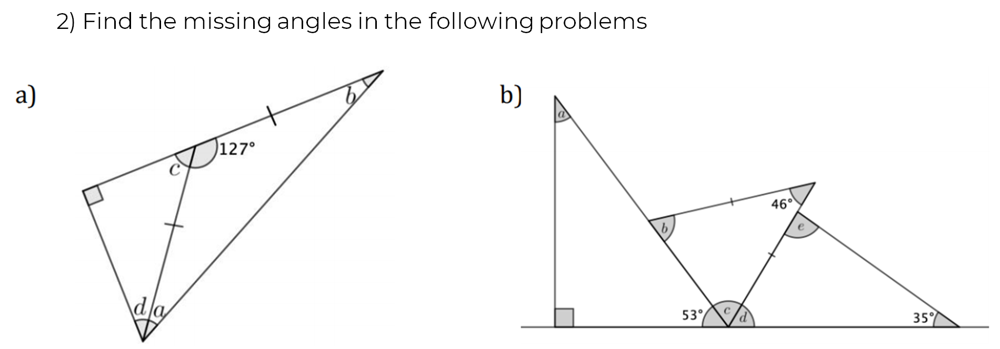 2) Find the missing angles in the following problems
a)
b
127°
c
d a
b)
a
46°
b
e
53°
c
d
35°